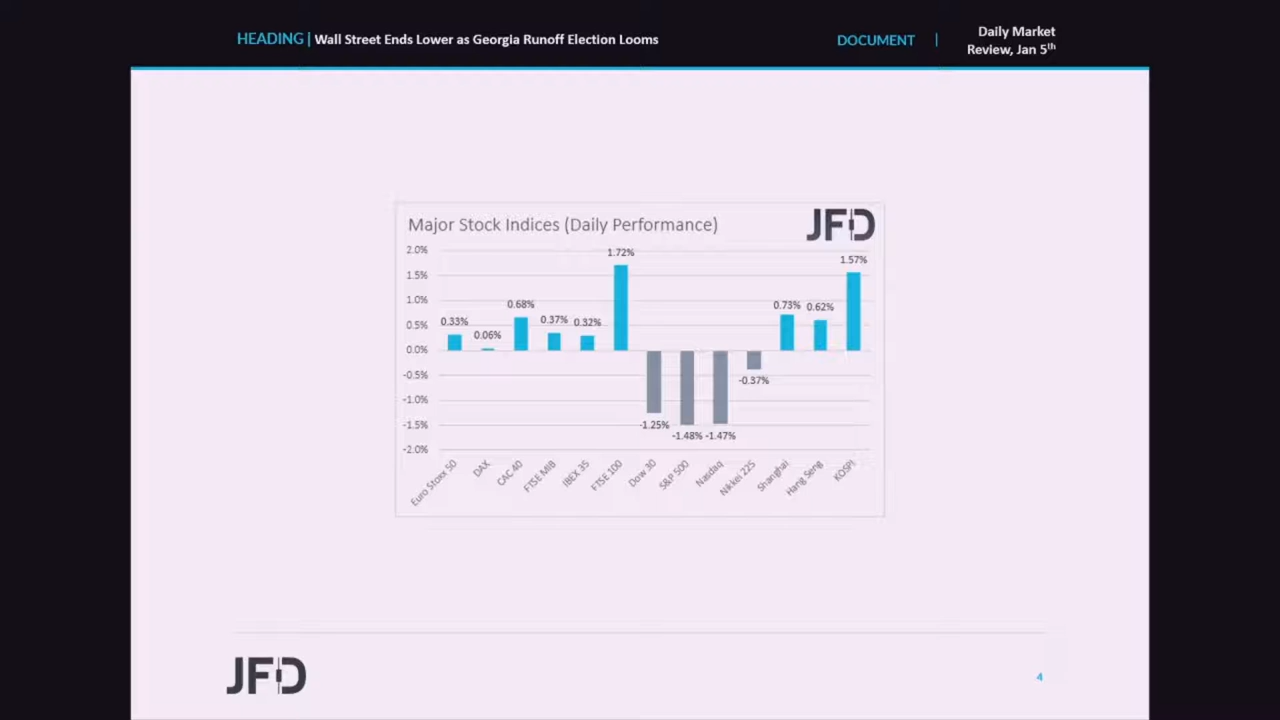 HEADING | Wall Street Ends Lower as Georgia Runoff Election Looms
DOCUMENT |
Daily Market
Review, Jan 5th
Major Stock Indices (Daily Performance)
JFD
2.0%
1.5%
1.0%
0.5%
0.0%
-0.5%
-1.0%
-1.5%
-2.0%
0.33%
0.06%
0.68%
0.37%
0.32%
1.72%
-1.25%
-1.48%
-1.47%
-0.37%
0.73%
0.62%
1.57%
Euro Stoxx 50
DAX
CAC 40
FTSE MIB
IBEX 35
FTSE 100
Dow 30
S&P 500
Nasdaq
Nikkei 225
Shanghai
Hang Seng
KOSPI
JFD
4